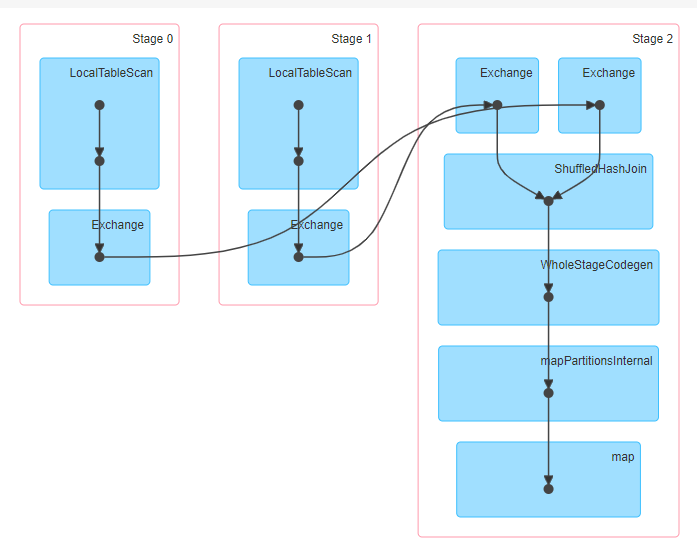 Stage 0
LocalTableScan
Exchange
Stage 1
LocalTableScan
Exchange
Stage 2
Exchange
Exchange
ShuffledHashJoin
WholeStageCodegen
mapPartitionsInternal
map